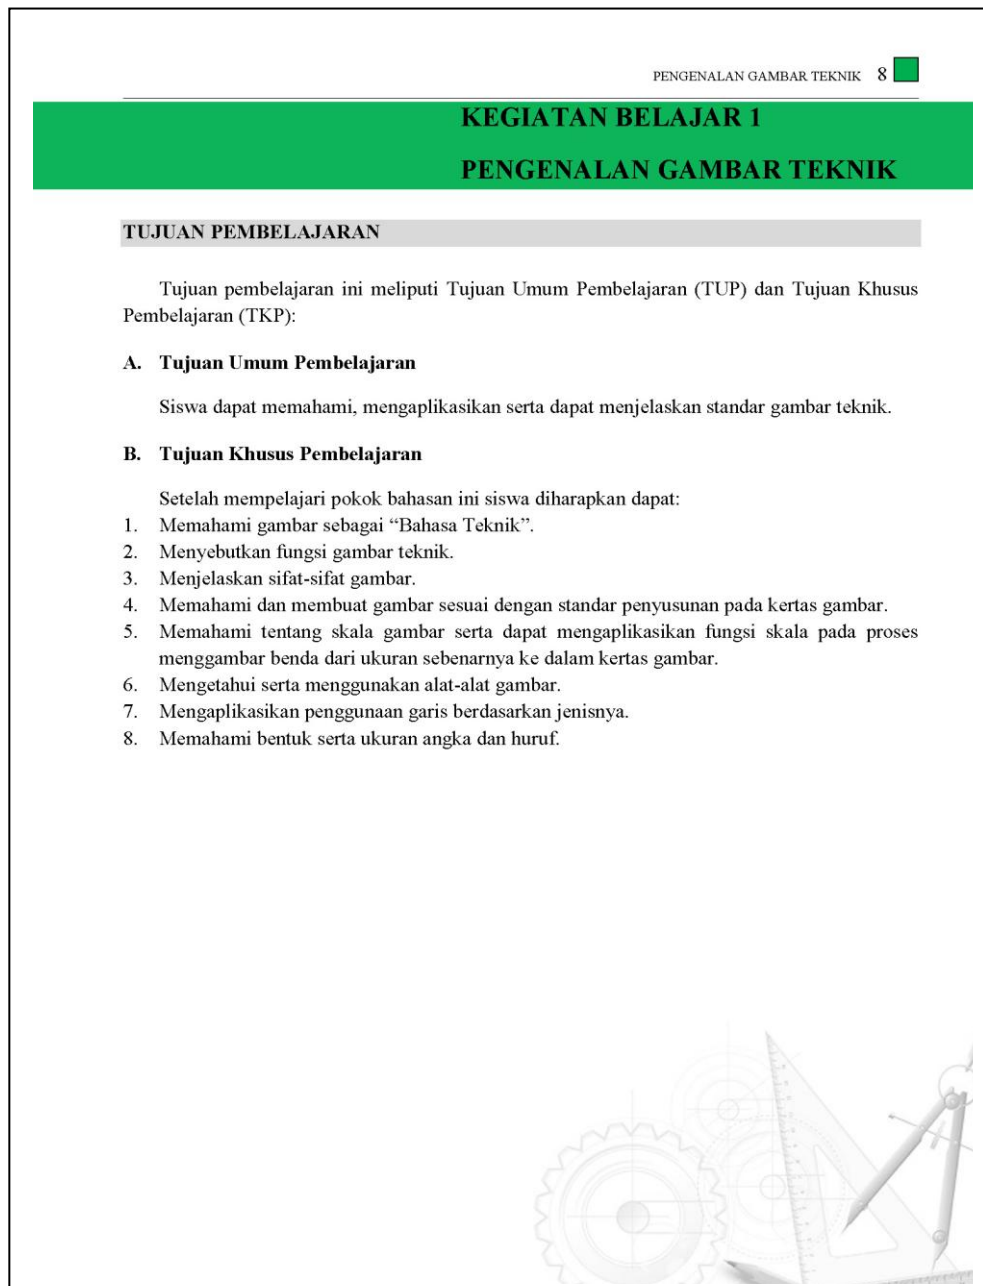 PENGENALAN GAMBAR TEKNIK 8
KEGIATAN BELAJAR 1
PENGENALAN GAMBAR TEKNIK
TUJUAN PEMBELAJARAN
Tujuan pembelajaran ini meliputi Tujuan Umum Pembelajaran (TUP) dan Tujuan Khusus
Pembelajaran (TKP):
A. Tujuan Umum Pembelajaran
Siswa dapat memahami, mengaplikasikan serta dapat menjelaskan standar gambar teknik.
B. Tujuan Khusus Pembelajaran
Setelah mempelajari pokok bahasan ini siswa diharapkan dapat:
1. Memahami gambar sebagai “Bahasa Teknik”.
2. Menyebutkan fungsi gambar teknik.
3. Menjelaskan sifat-sifat gambar.
4. Memahami dan membuat gambar sesuai dengan standar penyusunan pada kertas gambar.
5. Memahami tentang skala gambar serta dapat mengaplikasikan fungsi skala pada proses
menggambar benda dari ukuran sebenarnya ke dalam kertas gambar.
6. Mengetahui serta menggunakan alat-alat gambar.
7. Mengaplikasikan penggunaan garis berdasarkan jenisnya.
8. Memahami bentuk serta ukuran angka dan huruf.